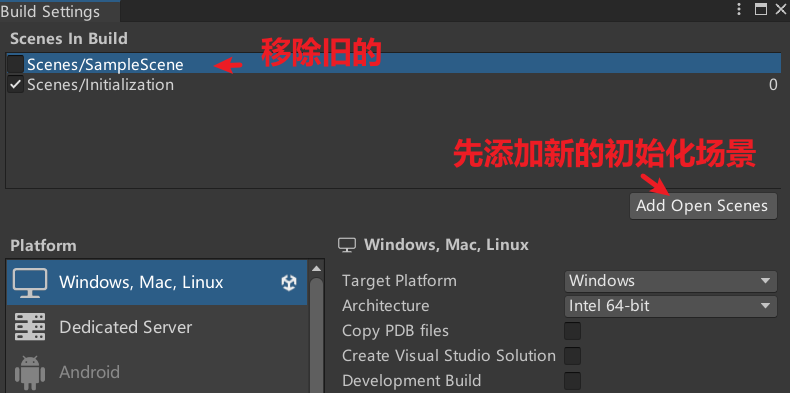 Build Settings
Scenes In Build
Scenes/SampleScene
移除旧的
Scenes/Initialization 0
先添加新的初始化场景
Add Open Scenes
Platform
Windows, Mac, Linux
Dedicated Server
Android
Windows, Mac, Linux
Target Platform Windows
Architecture Intel 64-bit
Copy PDB files
Create Visual Studio Solution
Development Build